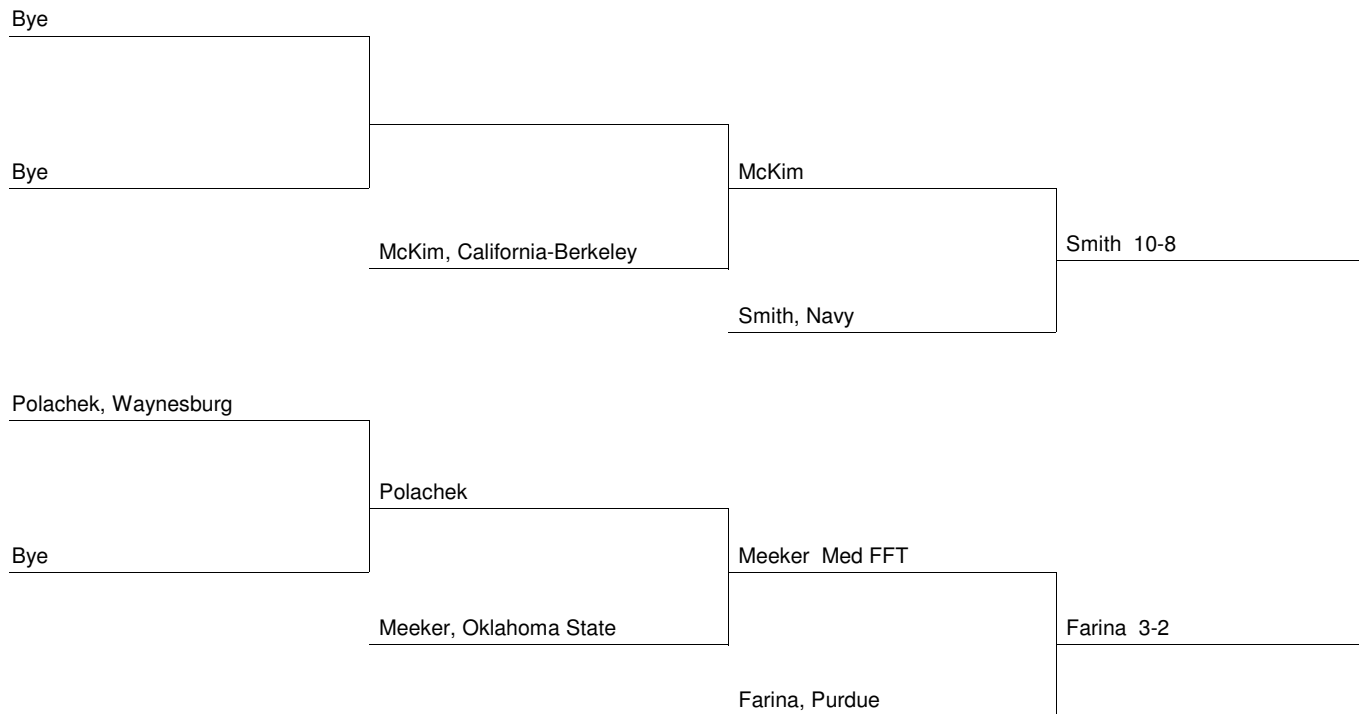 Bye
Bye
McKim
McKim, California-Berkeley
Smith  10-8
Smith, Navy
Polachek, Waynesburg
Polachek
Bye
Meeker  Med FFT
Meeker, Oklahoma State
Farina  3-2
Farina, Purdue